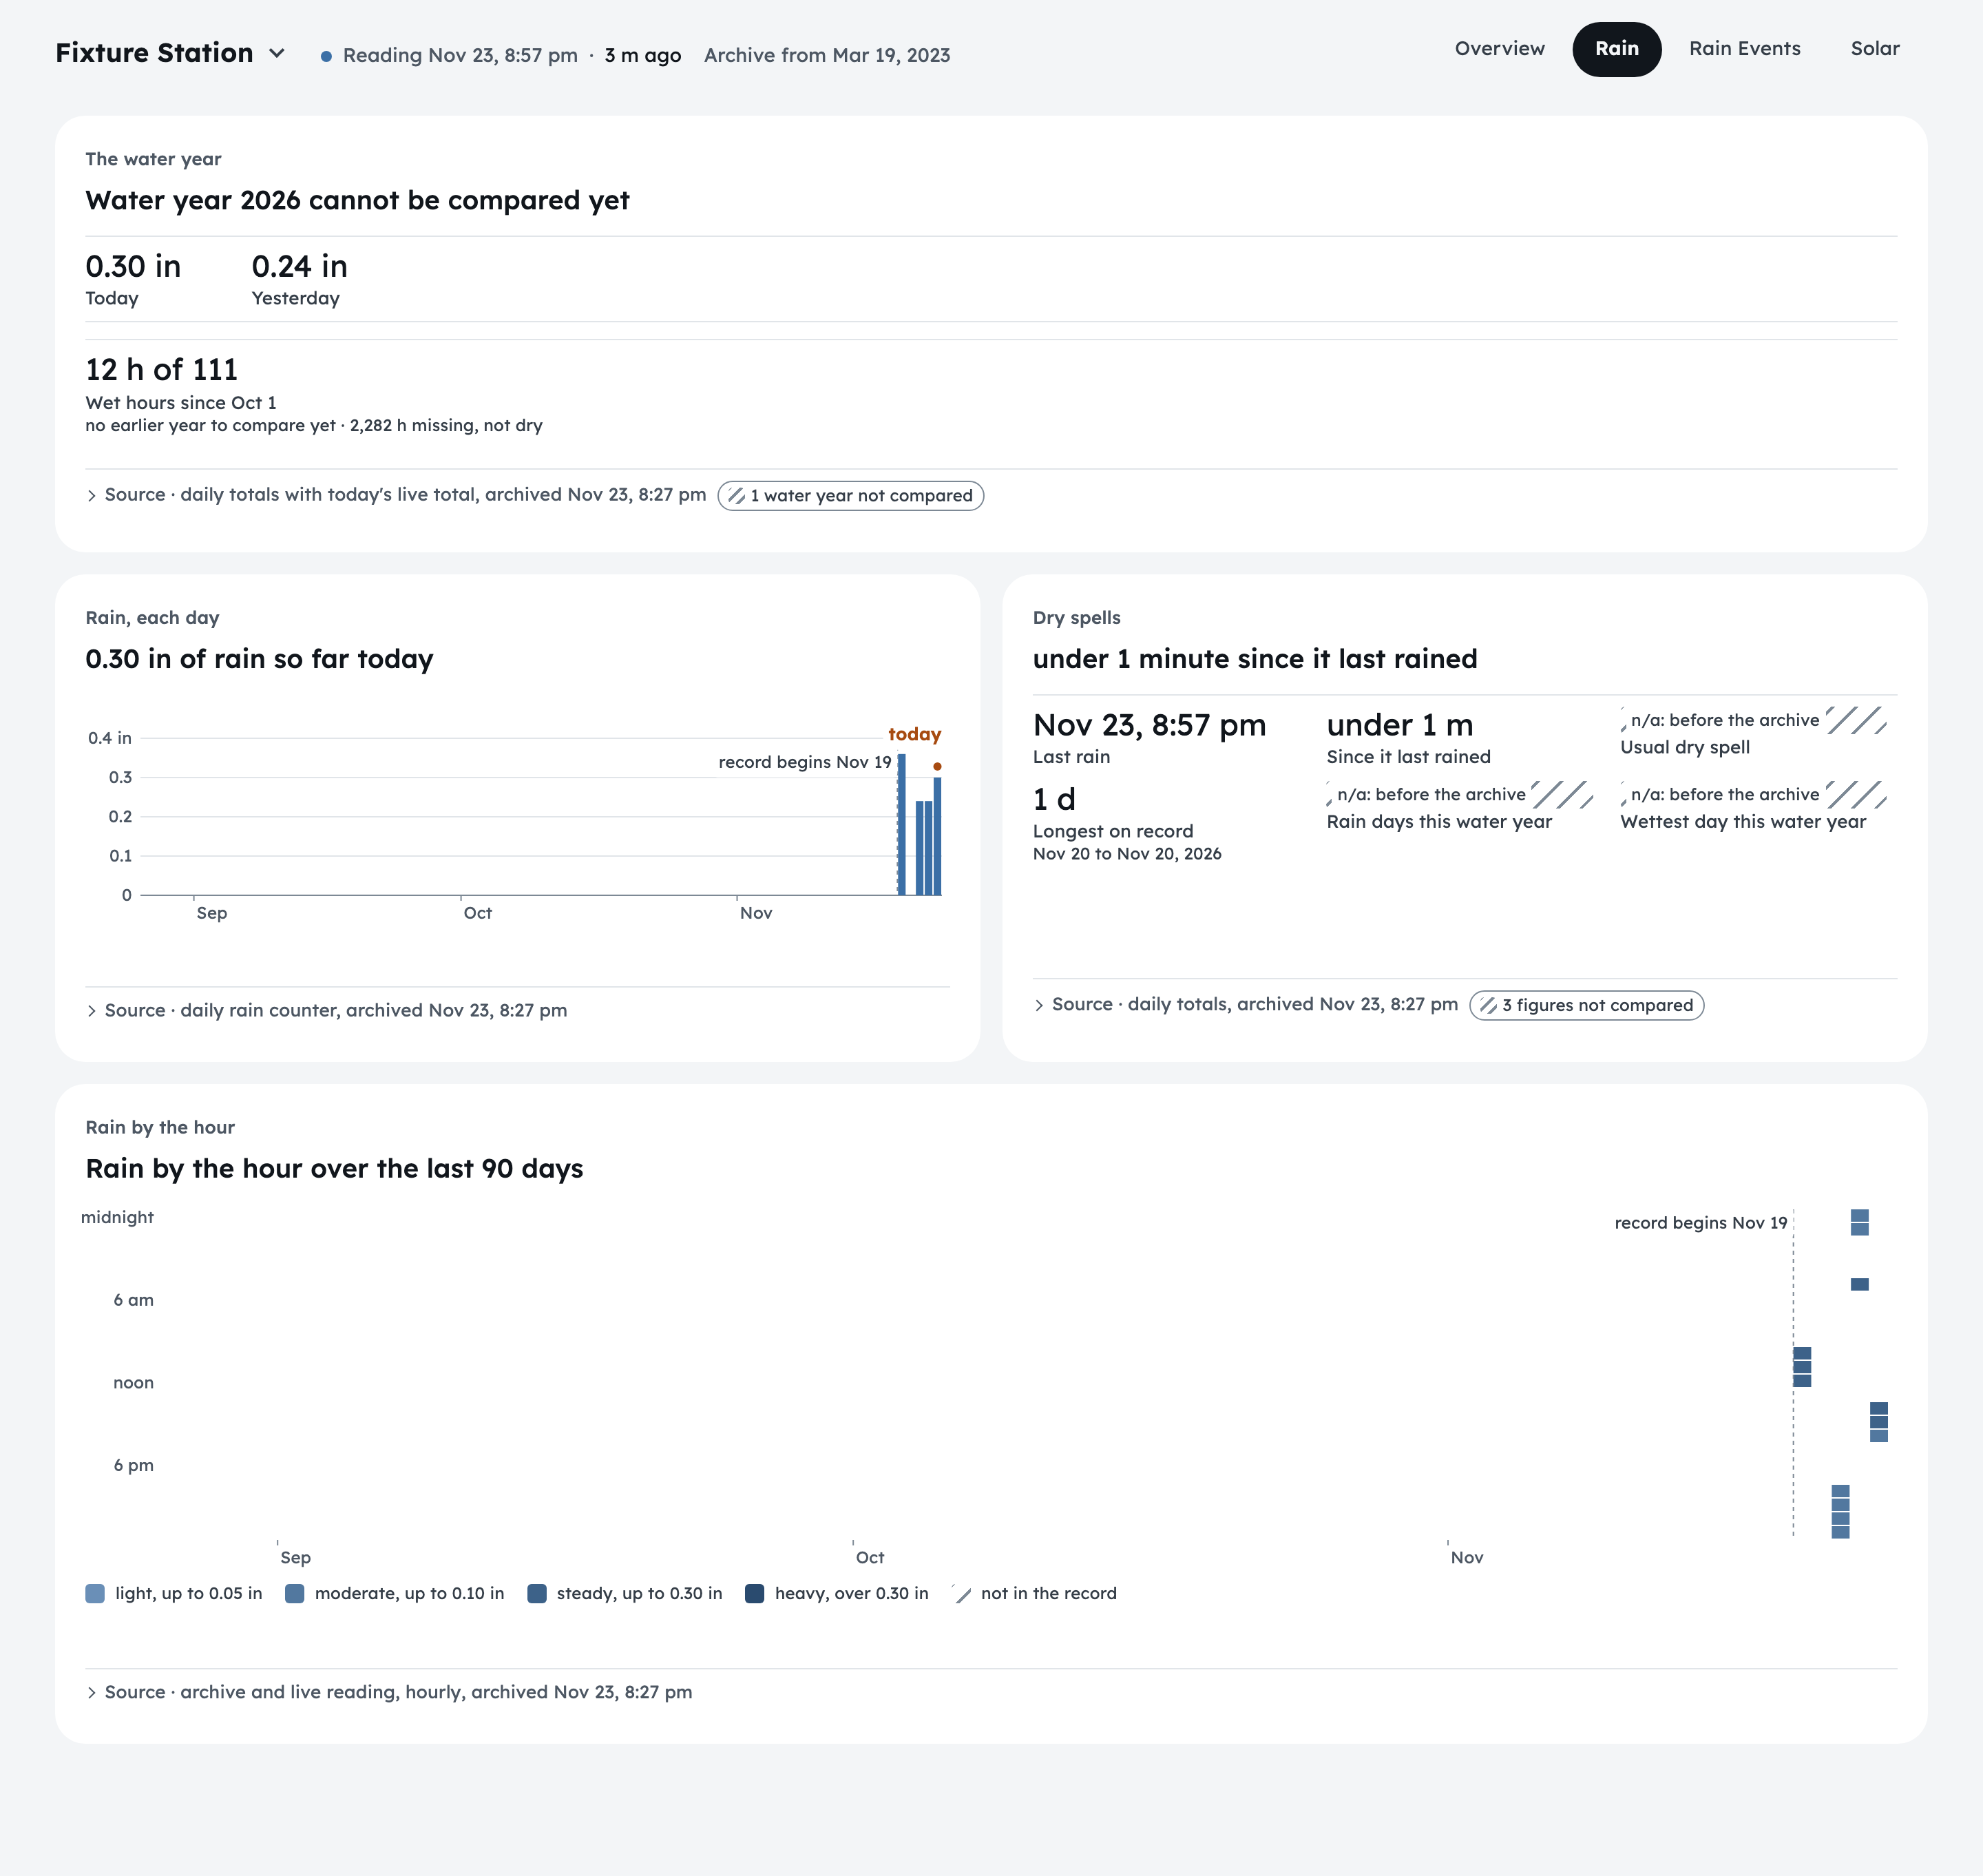 Fixture Station
Reading Nov 23, 8:57 pm · 3 m ago Archive from Mar 19, 2023
Overview Rain Rain Events Solar
The water year
Water year 2026 cannot be compared yet
0.30 in 0.24 in
Today Yesterday
12 h of 111
Wet hours since Oct 1
no earlier year to compare yet · 2,282 h missing, not dry
Source · daily totals with today's live total, archived Nov 23, 8:27 pm 1 water year not compared
Rain, each day
0.30 in of rain so far today
today
0.4 in
record begins Nov 19
0.3
0.2
0.1
0
Sep Oct Nov
Source · daily rain counter, archived Nov 23, 8:27 pm
Dry spells
under 1 minute since it last rained
Nov 23, 8:57 pm under 1 m n/a: before the archive
Last rain Since it last rained Usual dry spell
1 d n/a: before the archive n/a: before the archive
Longest on record Rain days this water year Wettest day this water year
Nov 20 to Nov 20, 2026
Source · daily totals, archived Nov 23, 8:27 pm 3 figures not compared
Rain by the hour
Rain by the hour over the last 90 days
midnight
record begins Nov 19
6 am
noon
6 pm
Sep Oct Nov
light, up to 0.05 in moderate, up to 0.10 in steady, up to 0.30 in heavy, over 0.30 in not in the record
Source · archive and live reading, hourly, archived Nov 23, 8:27 pm